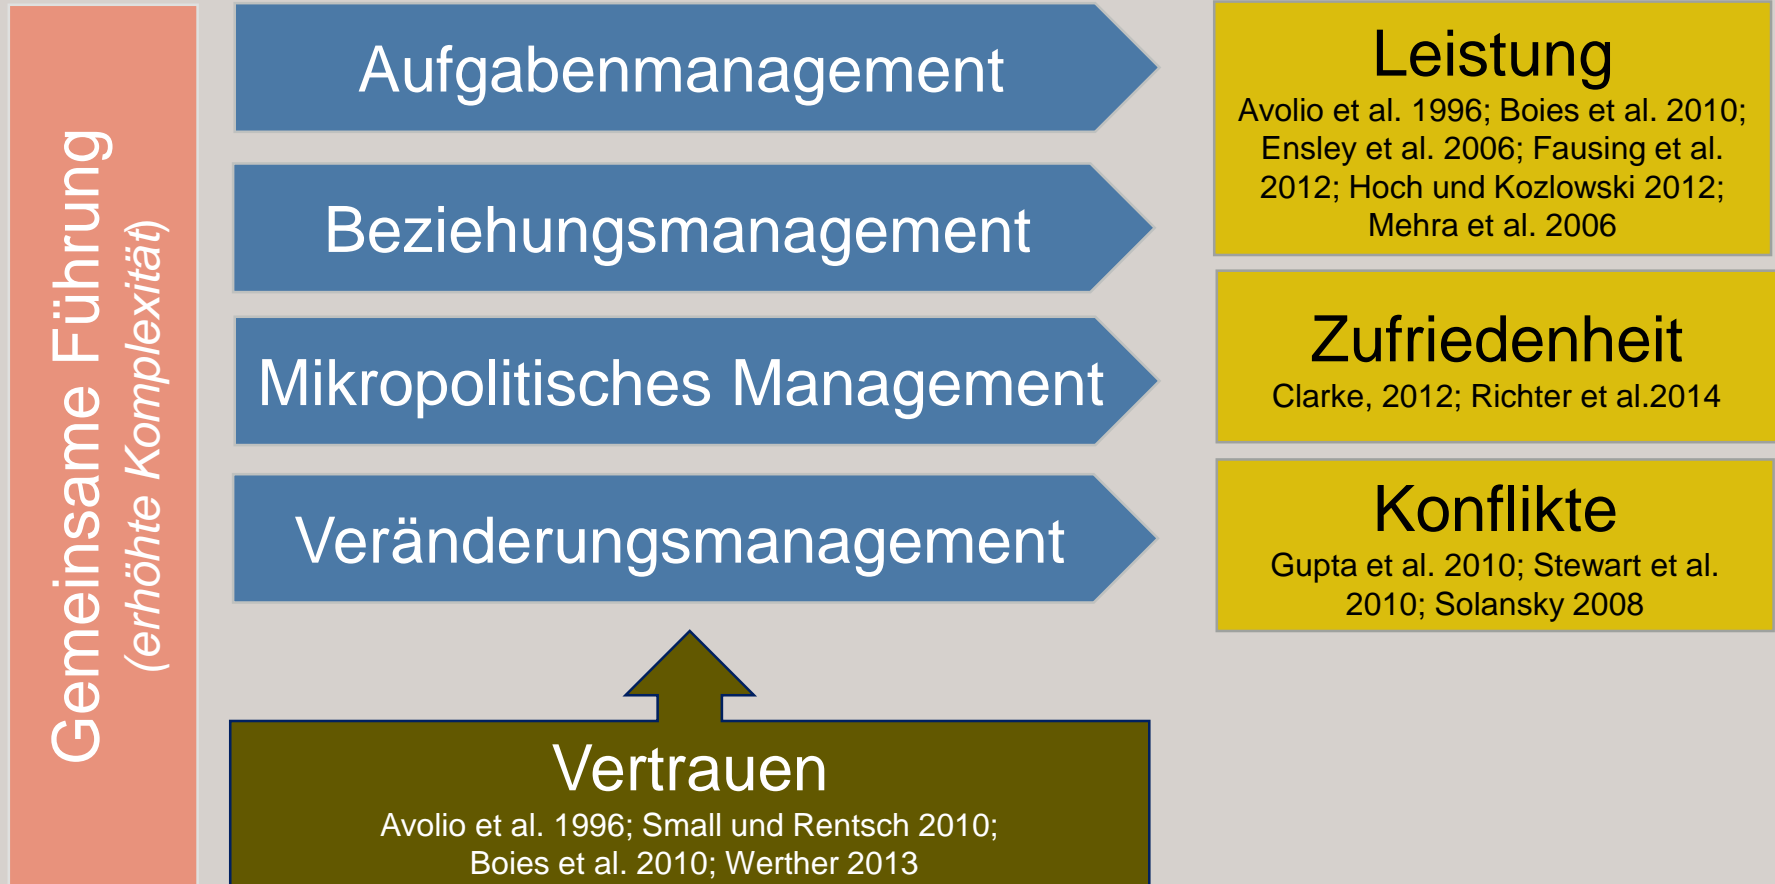 Gemeinsame Führung
(erhöhte Komplexität)
Aufgabenmanagement
Beziehungsmanagement
Mikropolitisches Management
Veränderungsmanagement
Leistung
Avolio et al. 1996; Boies et al. 2010;
Ensley et al. 2006; Fausing et al.
2012; Hoch und Kozlowski 2012;
Mehra et al. 2006
Zufriedenheit
Clarke, 2012; Richter et al.2014
Konflikte
Gupta et al. 2010; Stewart et al.
2010; Solansky 2008
Vertrauen
Avolio et al. 1996; Small und Rentsch 2010;
Boies et al. 2010; Werther 2013